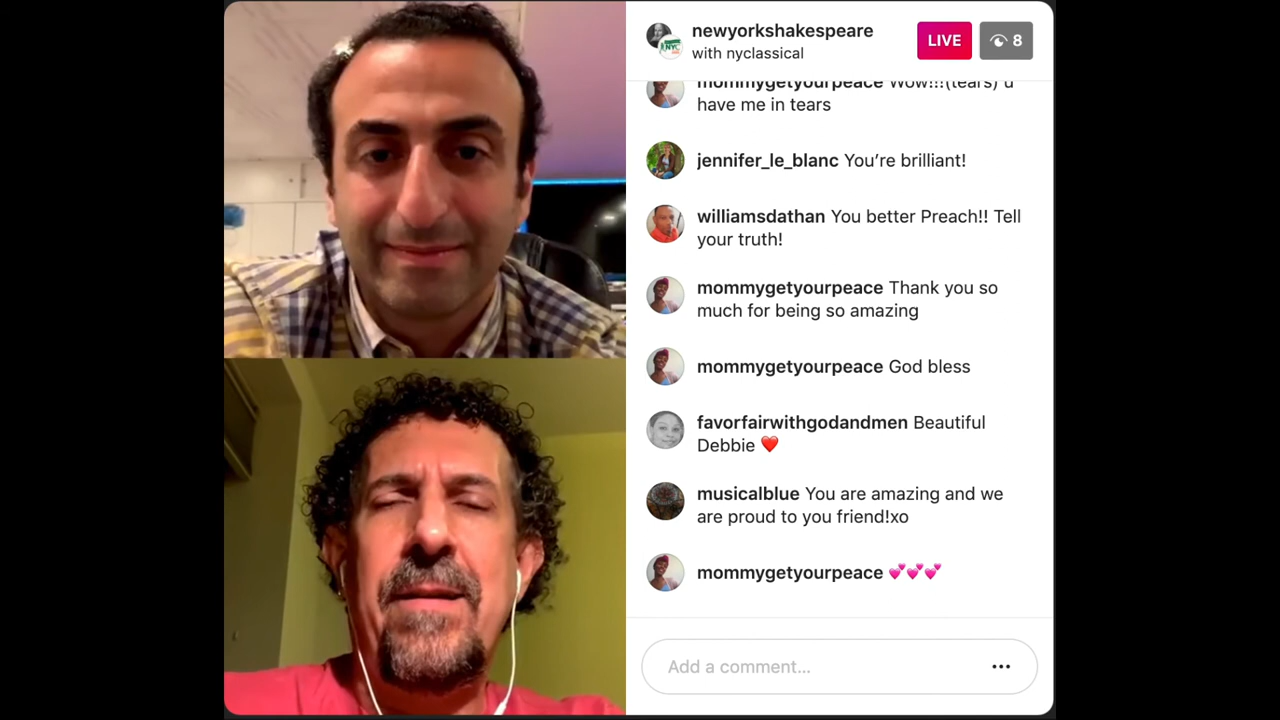 newyorkshakespeare
with nyclassical
LIVE
8
mommygetyourpeace Wow!!!(tears) u
have me in tears
jennifer_le_blanc You’re brilliant!
williamsdathan You better Preach!! Tell
your truth!
mommygetyourpeace Thank you so
much for being so amazing
mommygetyourpeace God bless
favorfairwithgodandmen Beautiful
Debbie ❤️
musicalblue You are amazing and we
are proud to you friend!xo
mommygetyourpeace 💕💕💕
Add a comment...